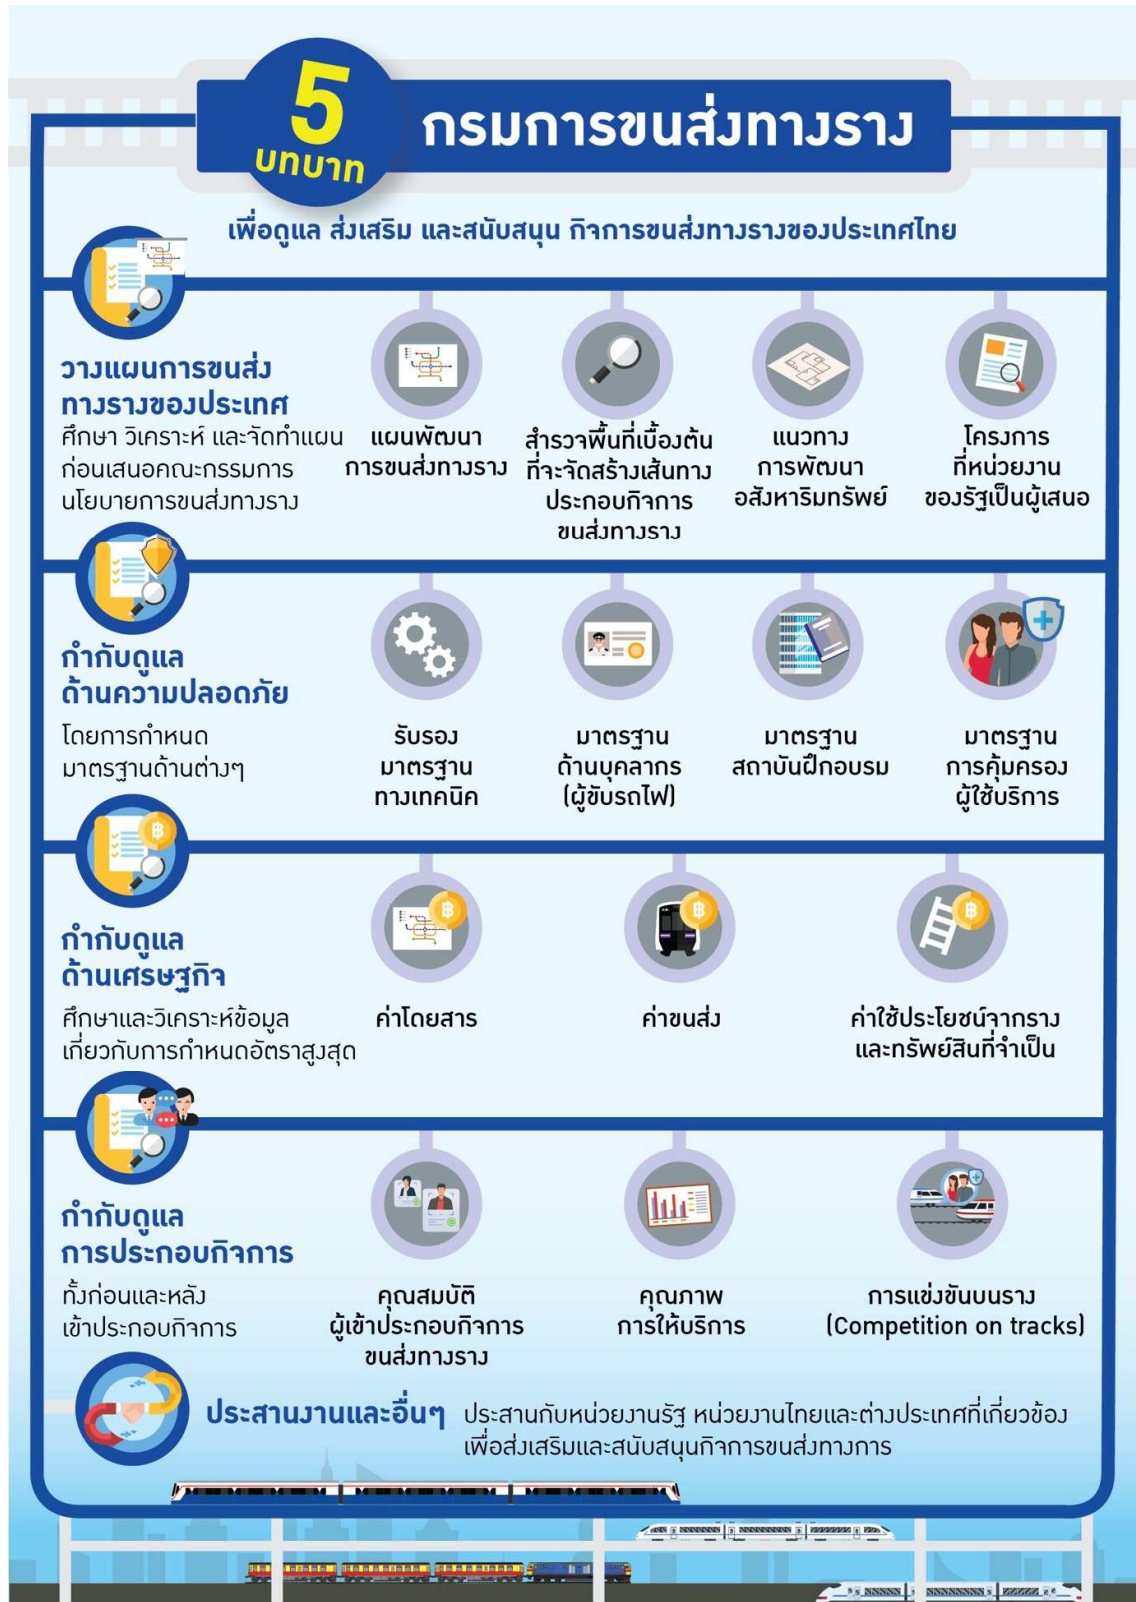 5
บทบาท
กรมการขนส่งทางราง
เพื่อดูแล ส่งเสริม และสนับสนุน กิจการขนส่งทางรางของประเทศไทย
วางแผนการขนส่ง
ทางรางของประเทศ
ศึกษา วิเคราะห์ และจัดทำแผน
ก่อนเสนอคณะกรรมการ
นโยบายการขนส่งทางราง
แผนพัฒนา
การขนส่งทางราง
สำรวจพื้นที่เบื้องต้น
ที่จะจัดสร้างเส้นทาง
ประกอบกิจการ
ขนส่งทางราง
แนวทาง
การพัฒนา
อสังหาริมทรัพย์
โครงการ
ที่หน่วยงาน
ของรัฐเป็นผู้เสนอ
กำกับดูแล
ด้านความปลอดภัย
โดยการกำหนด
มาตรฐานด้านต่างๆ
รับรอง
มาตรฐาน
ทางเทคนิค
มาตรฐาน
ด้านบุคลากร
(ผู้ขับรถไฟ)
มาตรฐาน
สถาบันฝึกอบรม
มาตรฐาน
การคุ้มครอง
ผู้ใช้บริการ
กำกับดูแล
ด้านเศรษฐกิจ
ศึกษาและวิเคราะห์ข้อมูล
เกี่ยวกับการกำหนดอัตราสูงสุด
ค่าโดยสาร
ค่าขนส่ง
ค่าใช้ประโยชน์จากราง
และทรัพย์สินที่จำเป็น
กำกับดูแล
การประกอบกิจการ
ทั้งก่อนและหลัง
เข้าประกอบกิจการ
คุณสมบัติ
ผู้เข้าประกอบกิจการ
ขนส่งทางราง
คุณภาพ
การให้บริการ
การแข่งขันบนราง
(Competition on tracks)
ประสานงานและอื่นๆ
ประสานกับหน่วยงานรัฐ หน่วยงานไทยและต่างประเทศที่เกี่ยวข้อง
เพื่อส่งเสริมและสนับสนุนกิจการขนส่งทางการ